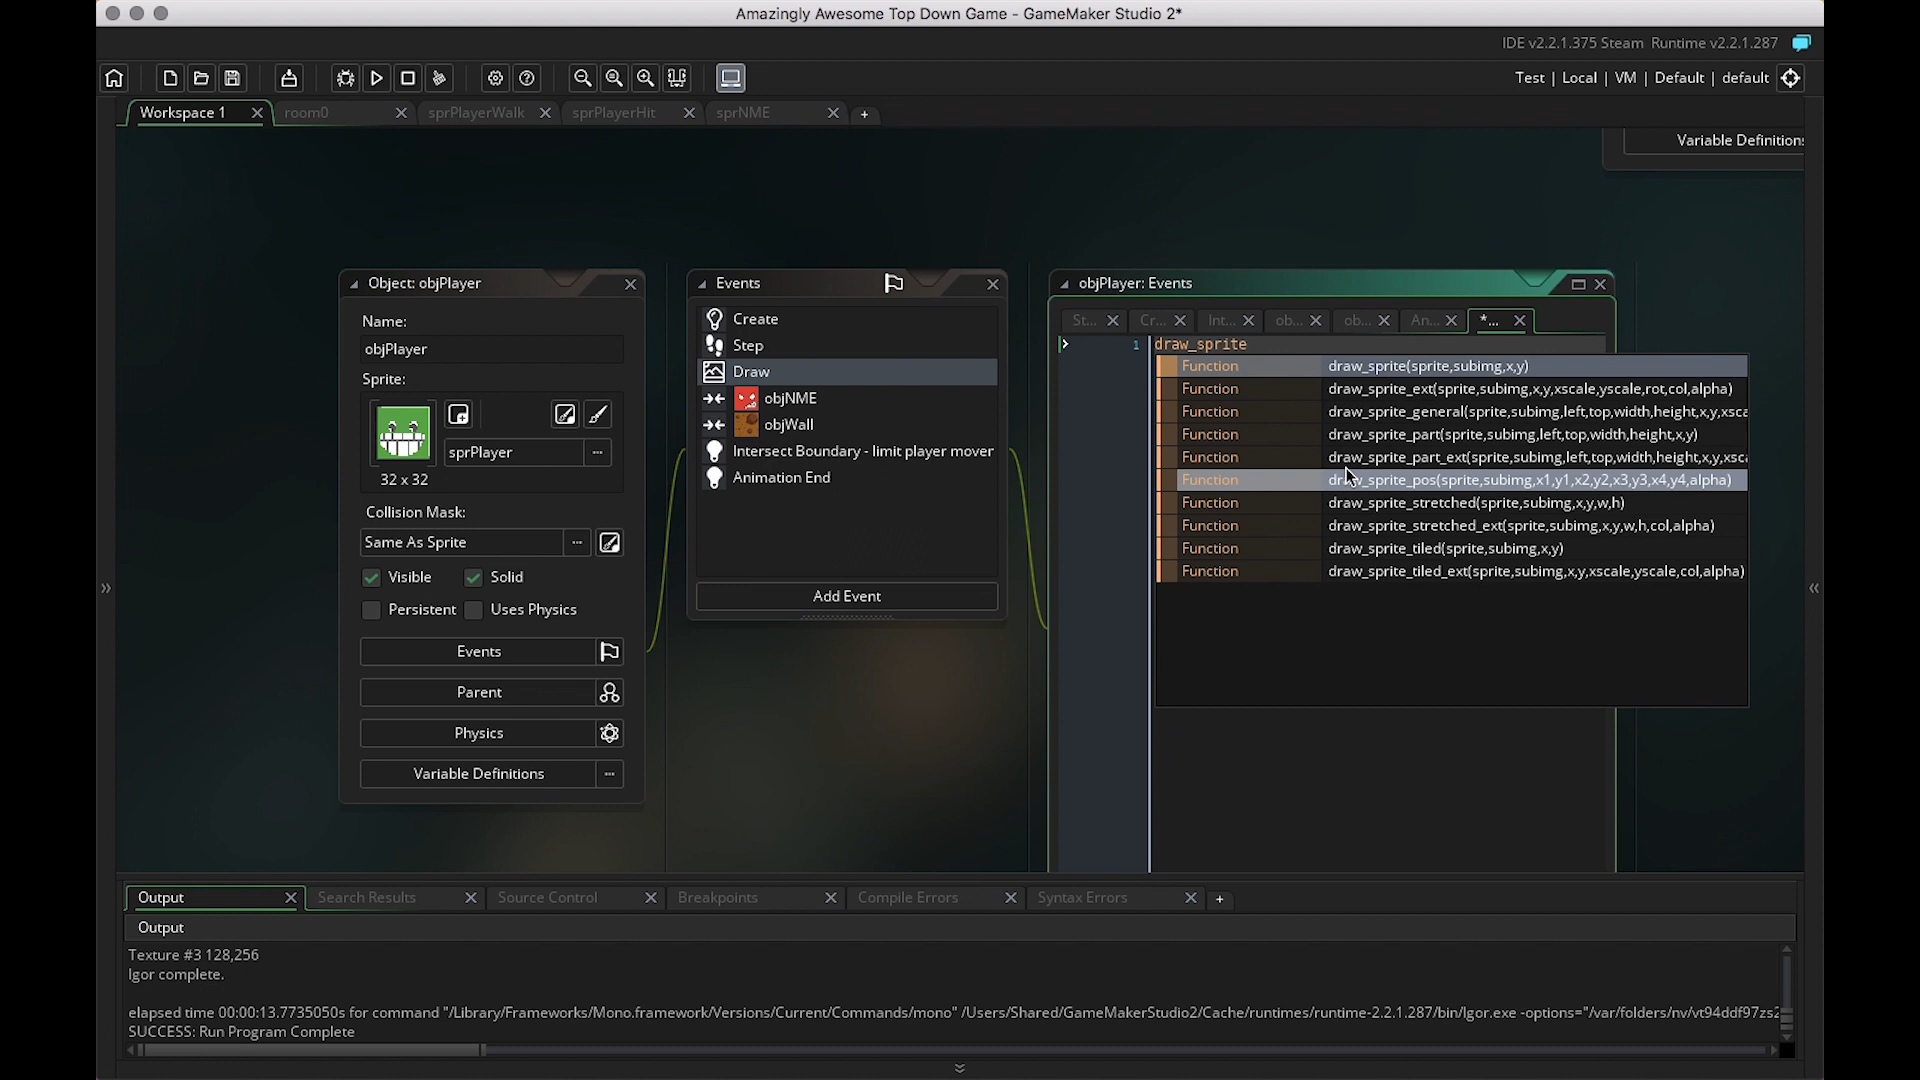 Amazingly Awesome Top Down Game - GameMaker Studio 2*
IDE v2.2.1.375 Steam Runtime v2.2.1.287
Test | Local | VM | Default | default
Workspace 1
room0
sprPlayerWalk
sprPlayerHit
sprNME
+
Variable Definitions
Object: objPlayer
Name:
objPlayer
Sprite:
sprPlayer
...
32 x 32
Collision Mask:
Same As Sprite
...
Visible
Solid
Persistent
Uses Physics
Events
Parent
Physics
Variable Definitions
...
Events
Create
Step
Draw
objNME
objWall
Intersect Boundary - limit player mover
Animation End
Add Event
objPlayer: Events
St...
Cr...
Int...
ob...
ob...
An...
*...
1 draw_sprite
Function draw_sprite(sprite,subimg,x,y)
Function draw_sprite_ext(sprite,subimg,x,y,xscale,yscale,rot,col,alpha)
Function draw_sprite_general(sprite,subimg,left,top,width,height,x,y,xsca
Function draw_sprite_part(sprite,subimg,left,top,width,height,x,y)
Function draw_sprite_part_ext(sprite,subimg,left,top,width,height,x,y,xsca
Function draw_sprite_pos(sprite,subimg,x1,y1,x2,y2,x3,y3,x4,y4,alpha)
Function draw_sprite_stretched(sprite,subimg,x,y,w,h)
Function draw_sprite_stretched_ext(sprite,subimg,x,y,w,h,col,alpha)
Function draw_sprite_tiled(sprite,subimg,x,y)
Function draw_sprite_tiled_ext(sprite,subimg,x,y,xscale,yscale,col,alpha)
Output
Search Results
Source Control
Breakpoints
Compile Errors
Syntax Errors
+
Output
Texture #3 128,256
Igor complete.
elapsed time 00:00:13.7735050s for command "/Library/Frameworks/Mono.framework/Versions/Current/Commands/mono" /Users/Shared/GameMakerStudio2/Cache/runtimes/runtime-2.2.1.287/bin/Igor.exe -options="/var/folders/nv/vt94ddf97zs2
SUCCESS: Run Program Complete